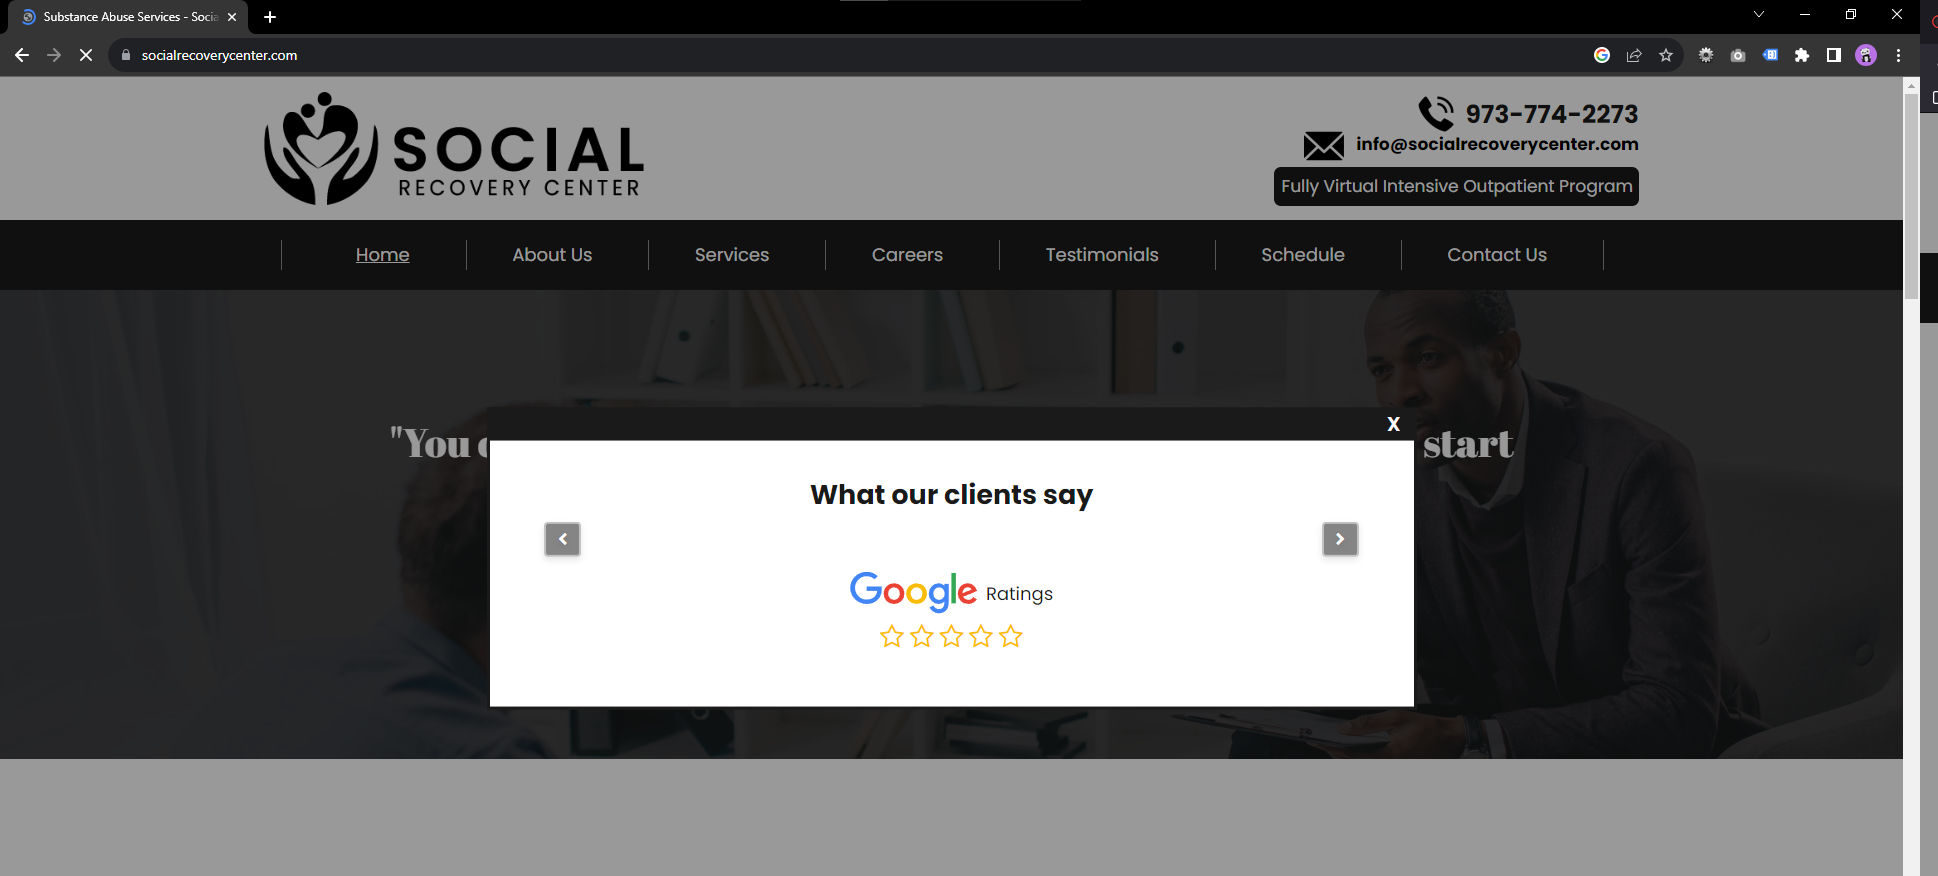 Substance Abuse Services - Socia
socialrecoverycenter.com
SOCIAL
RECOVERY CENTER
973-774-2273
info@socialrecoverycenter.com
Fully Virtual Intensive Outpatient Program
Home About Us Services Careers Testimonials Schedule Contact Us
X
"You start
What our clients say
Google Ratings